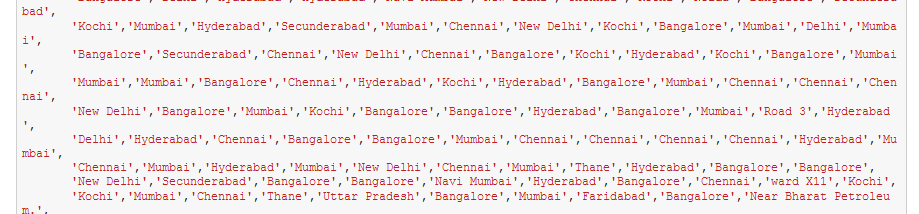 bad',
'Kochi','Mumbai','Hyderabad','Secunderabad','Mumbai','Chennai','New Delhi','Kochi','Bangalore','Mumbai','Delhi','Mumba
i',
'Bangalore','Secunderabad','Chennai','New Delhi','Chennai','Bangalore','Kochi','Hyderabad','Kochi','Bangalore','Mumbai
',
'Mumbai','Mumbai','Bangalore','Chennai','Hyderabad','Kochi','Hyderabad','Bangalore','Mumbai','Chennai','Chennai','Chen
nai',
'New Delhi','Bangalore','Mumbai','Kochi','Bangalore','Bangalore','Hyderabad','Bangalore','Mumbai','Road 3','Hyderabad
',
'Delhi','Hyderabad','Chennai','Bangalore','Bangalore','Mumbai','Chennai','Chennai','Chennai','Chennai','Hyderabad','Mu
mbai',
'Chennai','Mumbai','Hyderabad','Mumbai','New Delhi','Chennai','Mumbai','Thane','Hyderabad','Bangalore','Bangalore',
'New Delhi','Secunderabad','Bangalore','Bangalore','Navi Mumbai','Hyderabad','Bangalore','Chennai','ward X11','Kochi',
'Kochi','Mumbai','Chennai','Thane','Uttar Pradesh','Bangalore','Mumbai','Faridabad','Bangalore','Near Bharat Petroleu
m.',